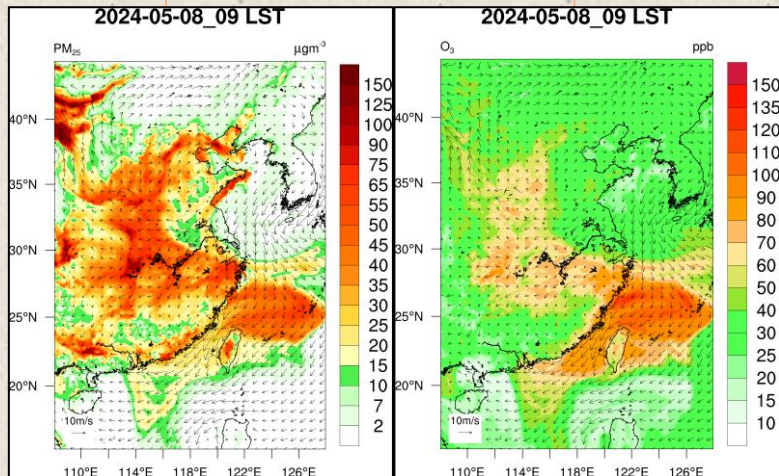 2024-05-08_09 LST
PM25 µgm-3
40°N
35°N
30°N
25°N
20°N
10m/s
110°E 114°E 118°E 122°E 126°E
150
125
100
90
75
65
55
50
45
40
35
30
25
20
15
10
7
2
2024-05-08_09 LST
O3 ppb
40°N
35°N
30°N
25°N
20°N
10m/s
110°E 114°E 118°E 122°E 126°E
150
135
120
110
100
90
80
70
60
50
40
30
25
20
15
10